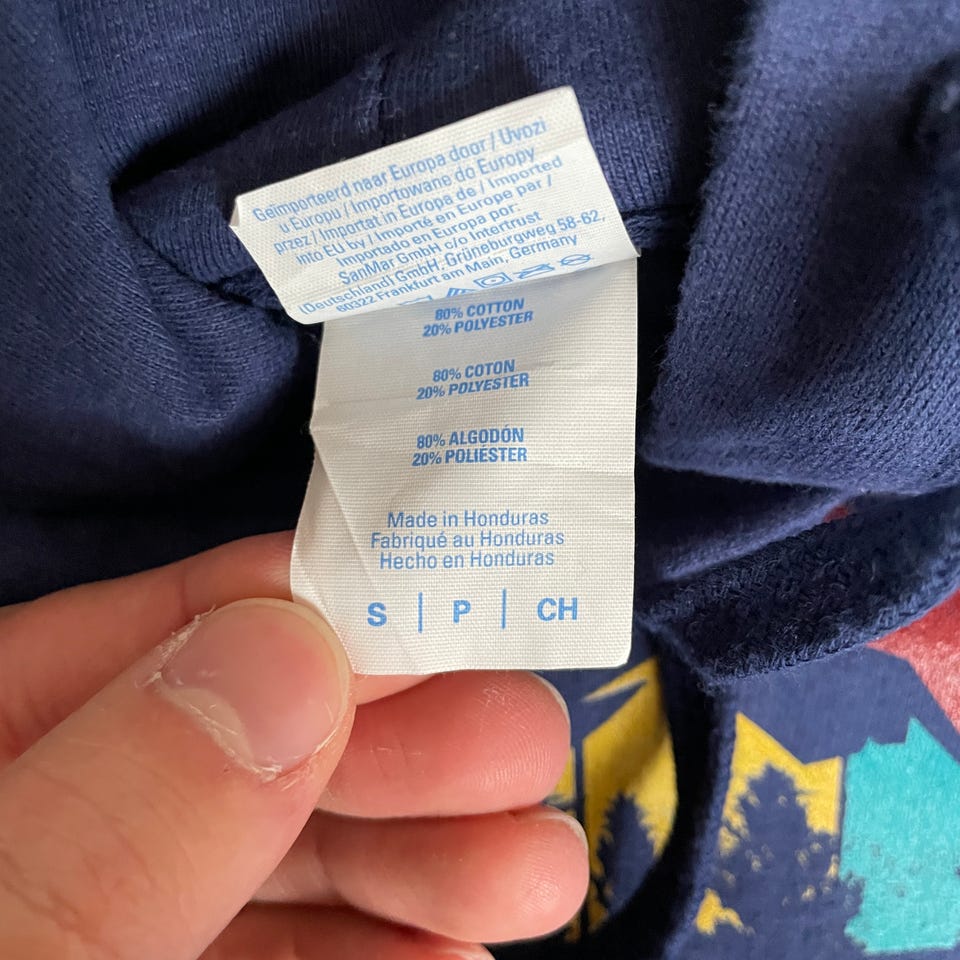 Geïmporteerd naar Europa door / Uvozi
u Europu / Importowane do Europy
przez / Importat in Europa de / Imported
into EU by / Importé en Europe par /
Importado en Europa por:
SanMar GmbH c/o Intertrust
(Deutschland) GmbH, Grüneburgweg 58-62,
60322 Frankfurt am Main, Germany
80% COTTON
20% POLYESTER
80% COTON
20% POLYESTER
80% ALGODÓN
20% POLIÉSTER
Made in Honduras
Fabriqué au Honduras
Hecho en Honduras
S | P | CH